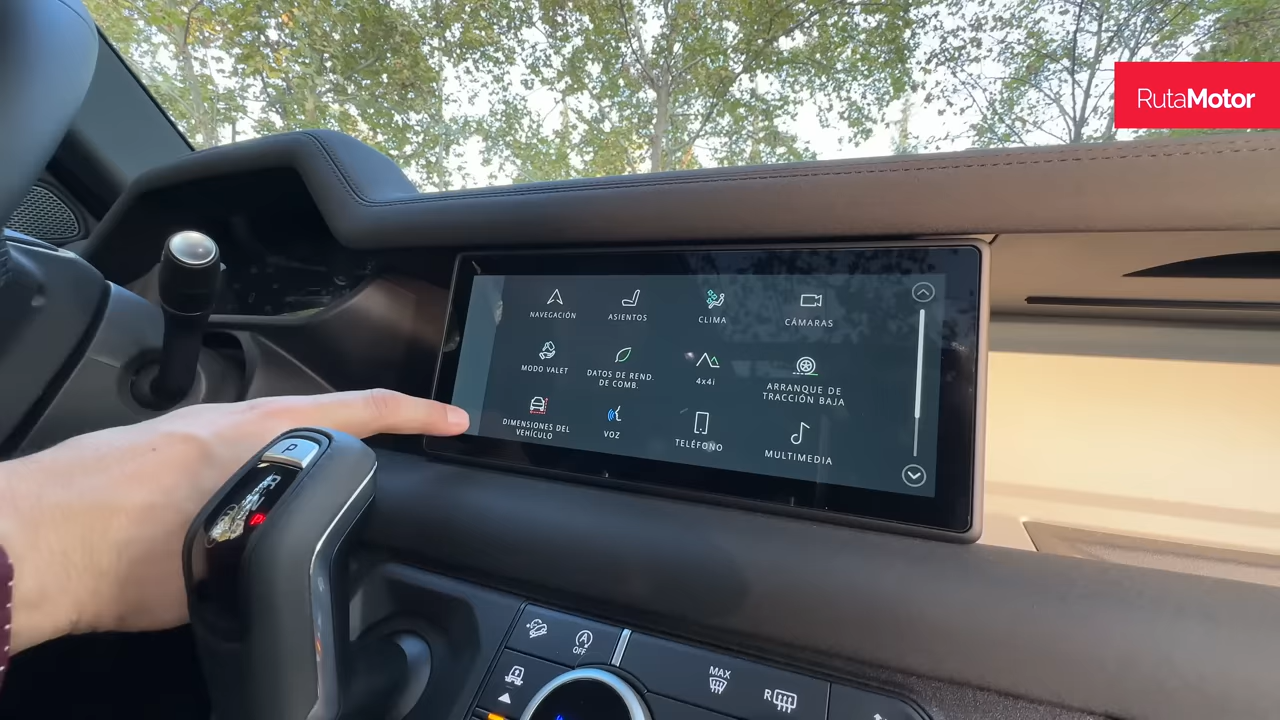 RutaMotor
NAVEGACIÓN
ASIENTOS
CLIMA
CÁMARAS
MODO VALET
DATOS DE REND.
DE COMB.
4x4i
ARRANQUE DE
TRACCIÓN BAJA
DIMENSIONES DEL
VEHÍCULO
VOZ
TELÉFONO
MULTIMEDIA
P
P
OFF
MAX
R